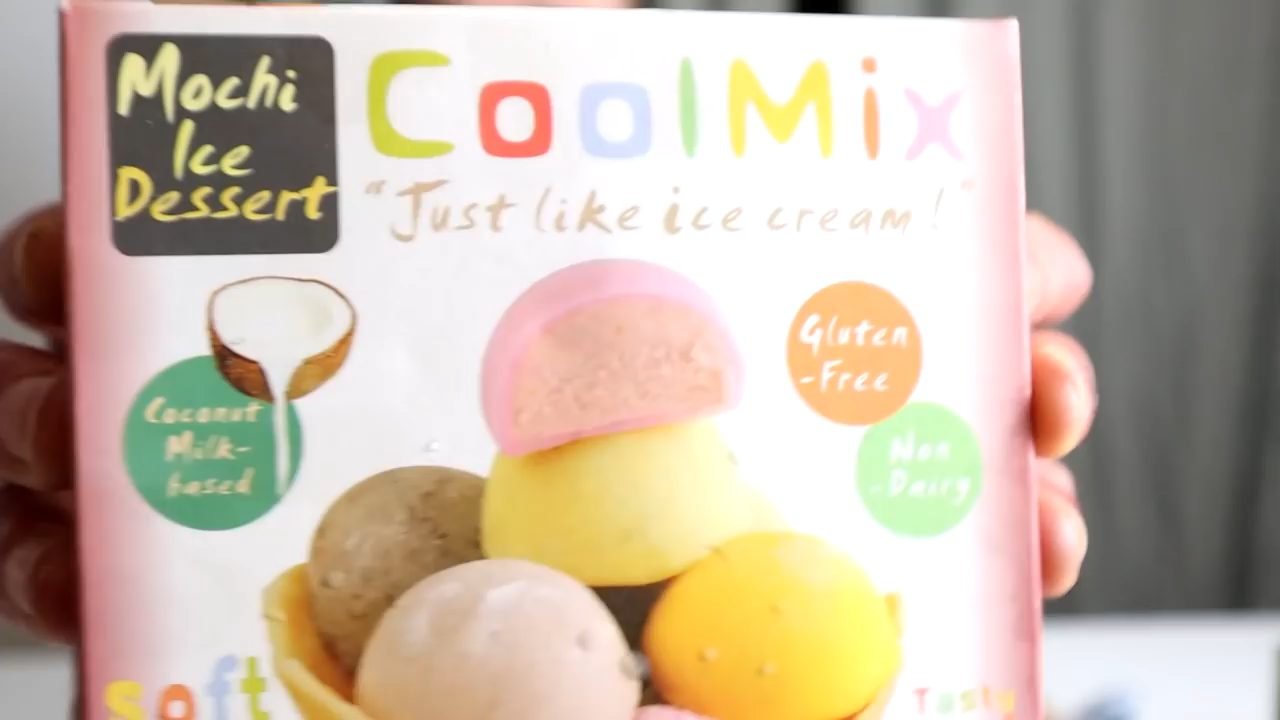 Mochi
Ice
Dessert
CoolMix
"Just like ice cream!"
Gluten
-Free
Coconut
Milk-
based
Non
-Dairy
Soft
Tasty